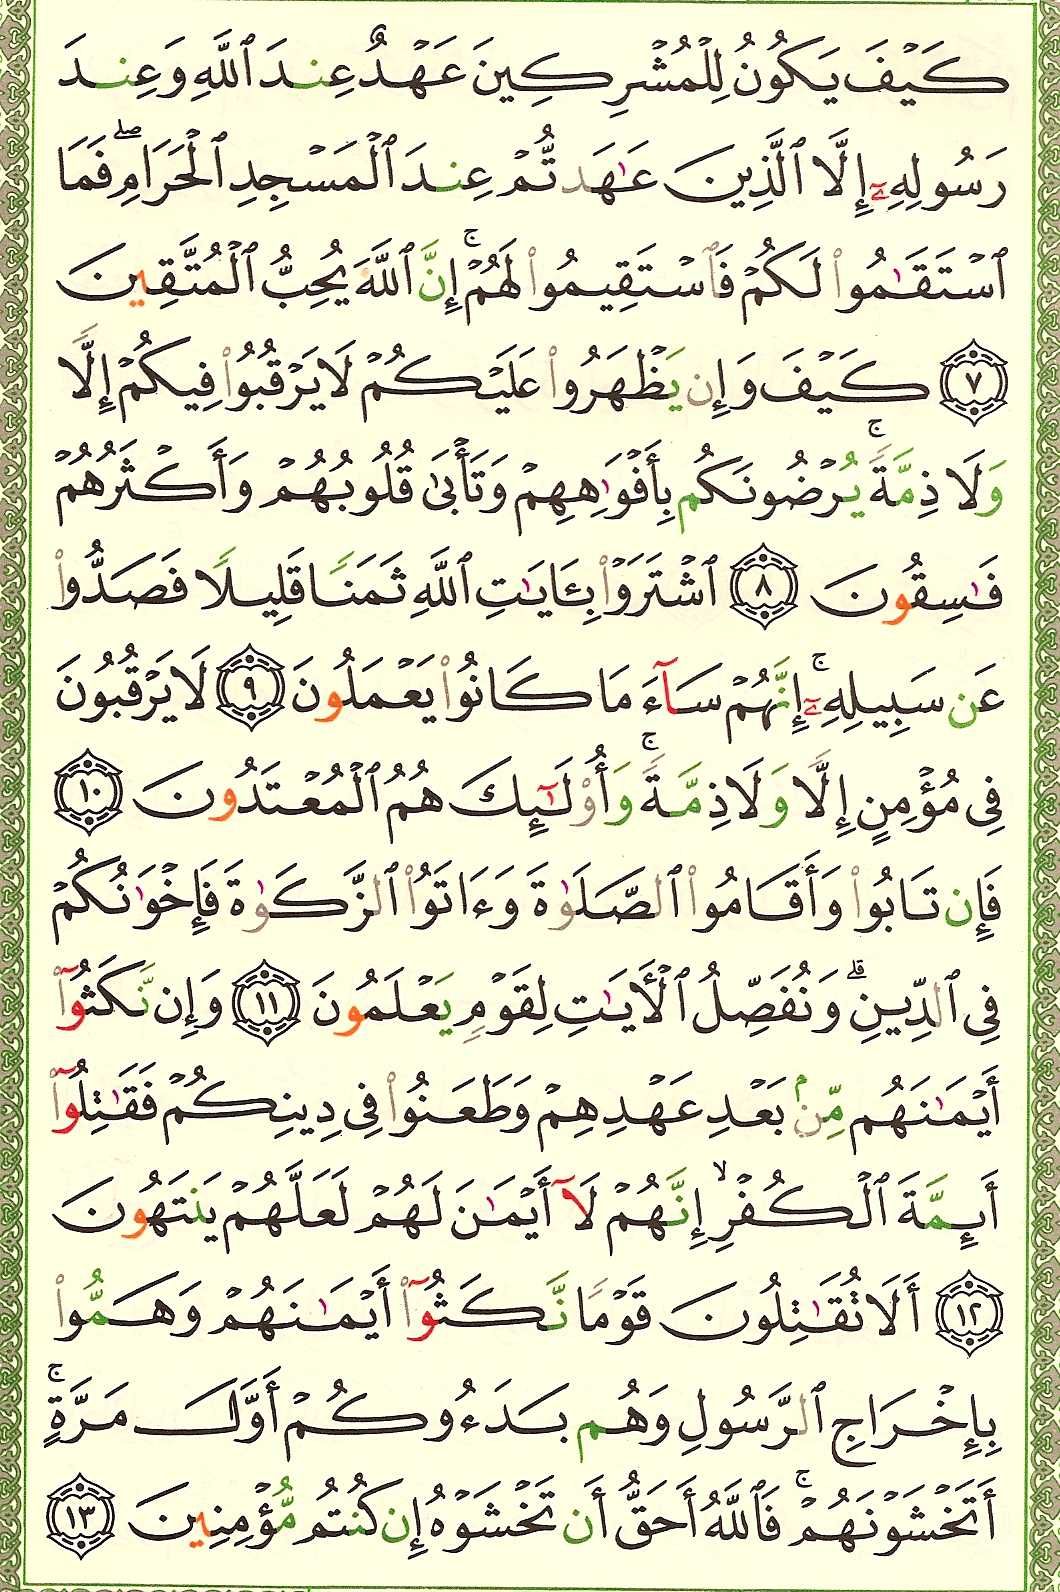 كَيْفَ يَكُونُ لِلْمُشْرِكِينَ عَهْدٌ عِندَ ٱللَّهِ وَعِندَ
رَسُولِهِۦٓ إِلَّا ٱلَّذِينَ عَٰهَدتُّمْ عِندَ ٱلْمَسْجِدِ ٱلْحَرَامِ ۖ فَمَا
ٱسْتَقَٰمُوا۟ لَكُمْ فَٱسْتَقِيمُوا۟ لَهُمْ ۚ إِنَّ ٱللَّهَ يُحِبُّ ٱلْمُتَّقِينَ
٧ كَيْفَ وَإِن يَظْهَرُوا۟ عَلَيْكُمْ لَا يَرْقُبُوا۟ فِيكُمْ إِلًّا
وَلَا ذِمَّةً ۚ يُرْضُونَكُم بِأَفْوَٰهِهِمْ وَتَأْبَىٰ قُلُوبُهُمْ وَأَكْثَرُهُمْ
فَٰسِقُونَ ٨ ٱشْتَرَوْا۟ بِـَٔايَٰتِ ٱللَّهِ ثَمَنًا قَلِيلًا فَصَدُّوا۟
عَن سَبِيلِهِۦٓ ۚ إِنَّهُمْ سَآءَ مَا كَانُوا۟ يَعْمَلُونَ ٩ لَا يَرْقُبُونَ
فِى مُؤْمِنٍ إِلًّا وَلَا ذِمَّةً ۚ وَأُو۟لَٰٓئِكَ هُمُ ٱلْمُعْتَدُونَ ١٠
فَإِن تَابُوا۟ وَأَقَامُوا۟ ٱلصَّلَوٰةَ وَءَاتَوُا۟ ٱلزَّكَوٰةَ فَإِخْوَٰنُكُمْ
فِى ٱلدِّينِ ۗ وَنُفَصِّلُ ٱلْـَٔايَٰتِ لِقَوْمٍ يَعْلَمُونَ ١١ وَإِن نَّكَثُوٓا۟
أَيْمَٰنَهُم مِّنۢ بَعْدِ عَهْدِهِمْ وَطَعَنُوا۟ فِى دِينِكُمْ فَقَٰتِلُوٓا۟
أَئِمَّةَ ٱلْكُفْرِ ۙ إِنَّهُمْ لَآ أَيْمَٰنَ لَهُمْ لَعَلَّهُمْ يَنتَهُونَ
١٢ أَلَا تُقَٰتِلُونَ قَوْمًا نَّكَثُوٓا۟ أَيْمَٰنَهُمْ وَهَمُّوا۟
بِإِخْرَاجِ ٱلرَّسُولِ وَهُم بَدَءُوكُمْ أَوَّلَ مَرَّةٍ ۚ
أَتَخْشَوْنَهُمْ ۚ فَٱللَّهُ أَحَقُّ أَن تَخْشَوْهُ إِن كُنتُم مُّؤْمِنِينَ ١٣